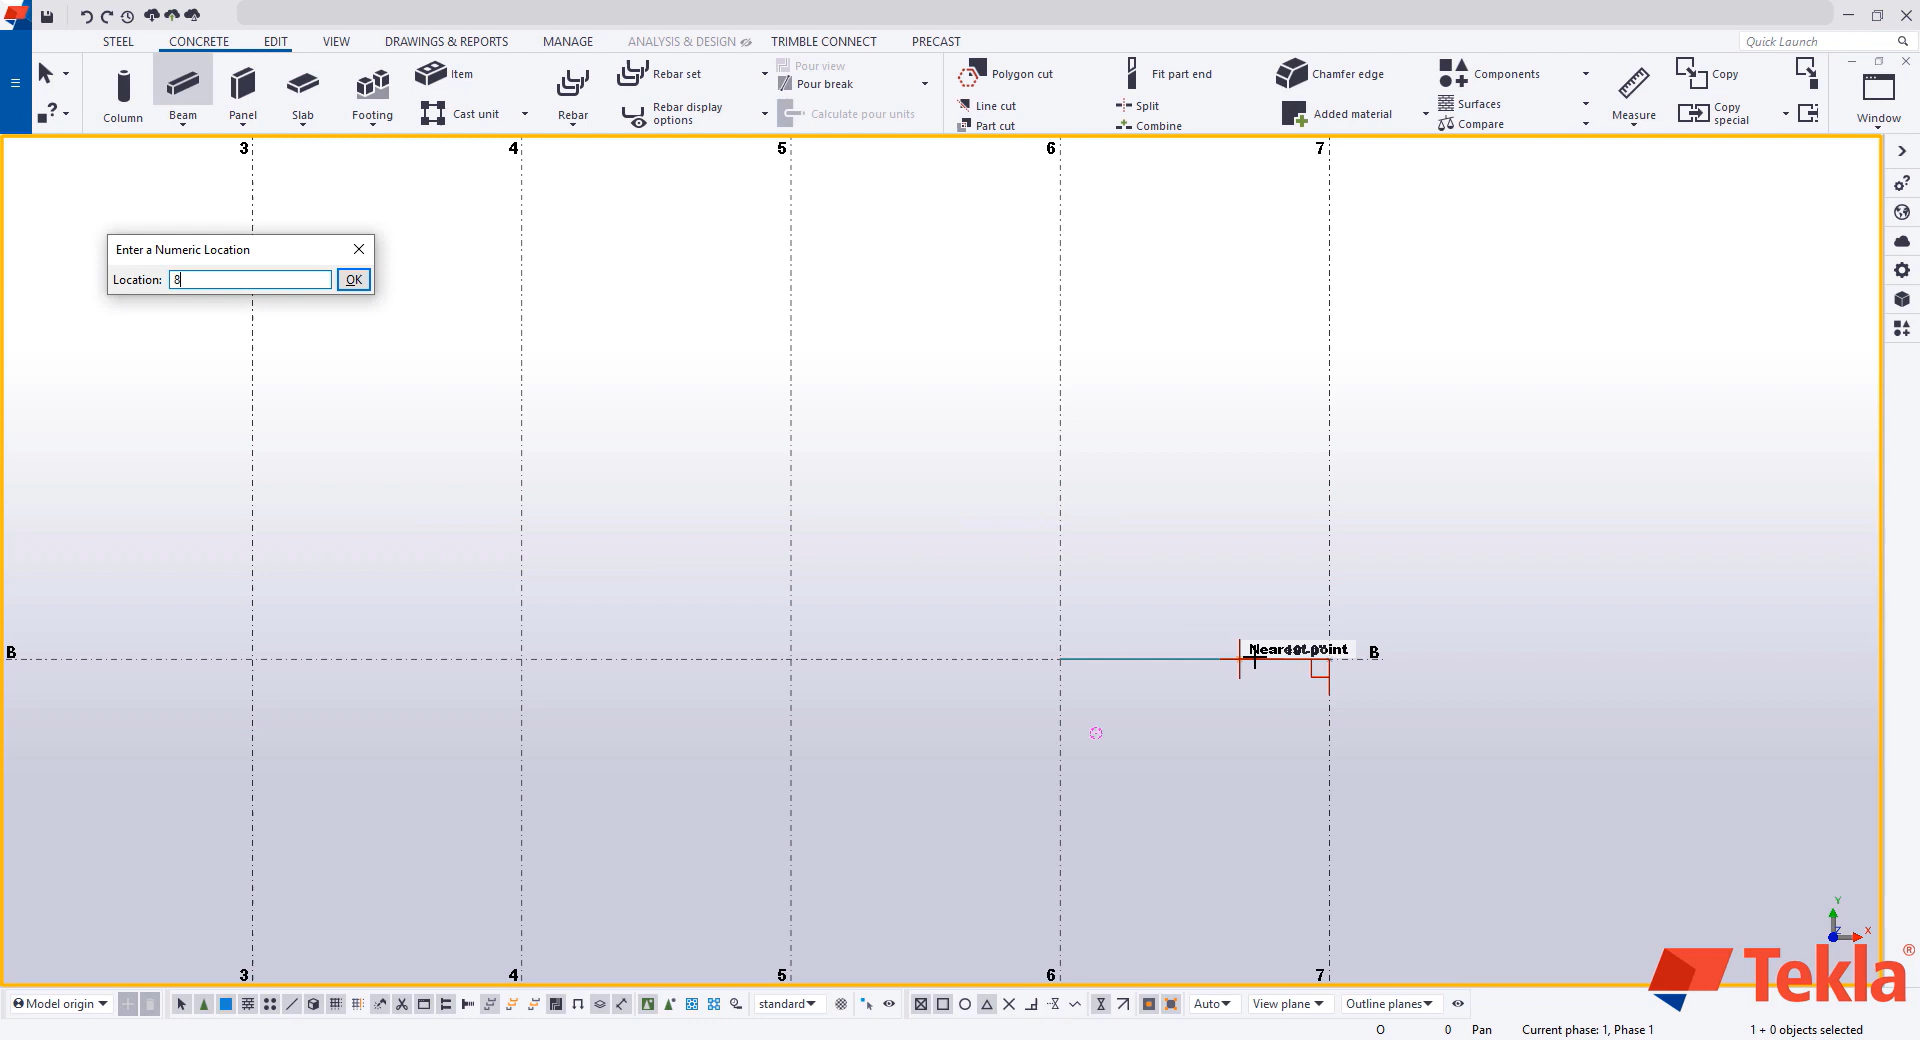 STEEL CONCRETE EDIT VIEW DRAWINGS & REPORTS MANAGE ANALYSIS & DESIGN TRIMBLE CONNECT PRECAST Quick Launch
Column
Beam
Panel
Slab
Footing
Item
Cast unit
Rebar
Rebar set
Rebar display
options
Pour view
Pour break
Calculate pour units
Polygon cut
Line cut
Part cut
Fit part end
Split
Combine
Chamfer edge
Added material
Components
Surfaces
Compare
Measure
Copy
Copy
special
Window
3 4 5 6 7
Enter a Numeric Location
Location: 8 OK
B
Nearest point
B
Y
Z
X
3 4 5 6 7
Tekla®
Model origin standard Auto View plane Outline planes
O 0 Pan Current phase: 1, Phase 1 1 + 0 objects selected